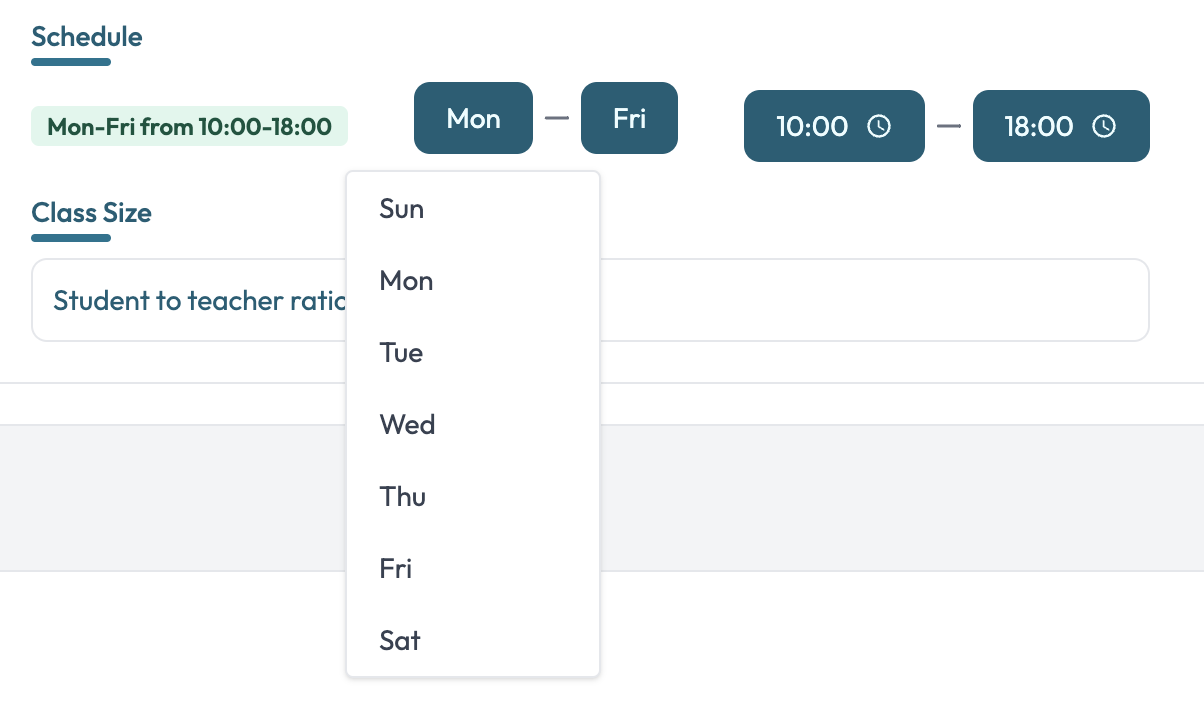 Schedule
Mon-Fri from 10:00-18:00
Mon — Fri
10:00 — 18:00
Class Size
Student to teacher
Sun
Mon
Tue
Wed
Thu
Fri
Sat